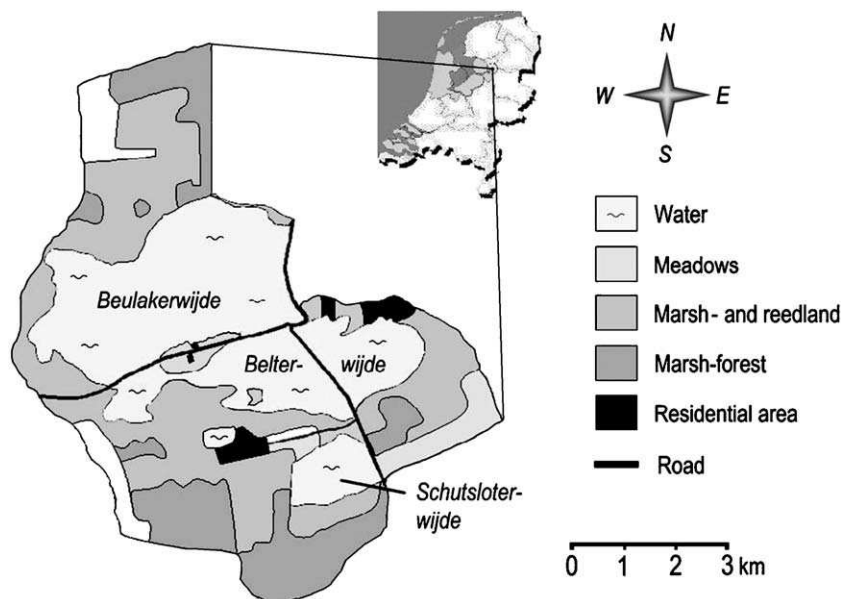 N
W E
S
Water
Meadows
Marsh- and reedland
Marsh-forest
Residential area
Road
0 1 2 3 km
Beulakerwijde
Belter- wijde
Schutsloter-
wijde